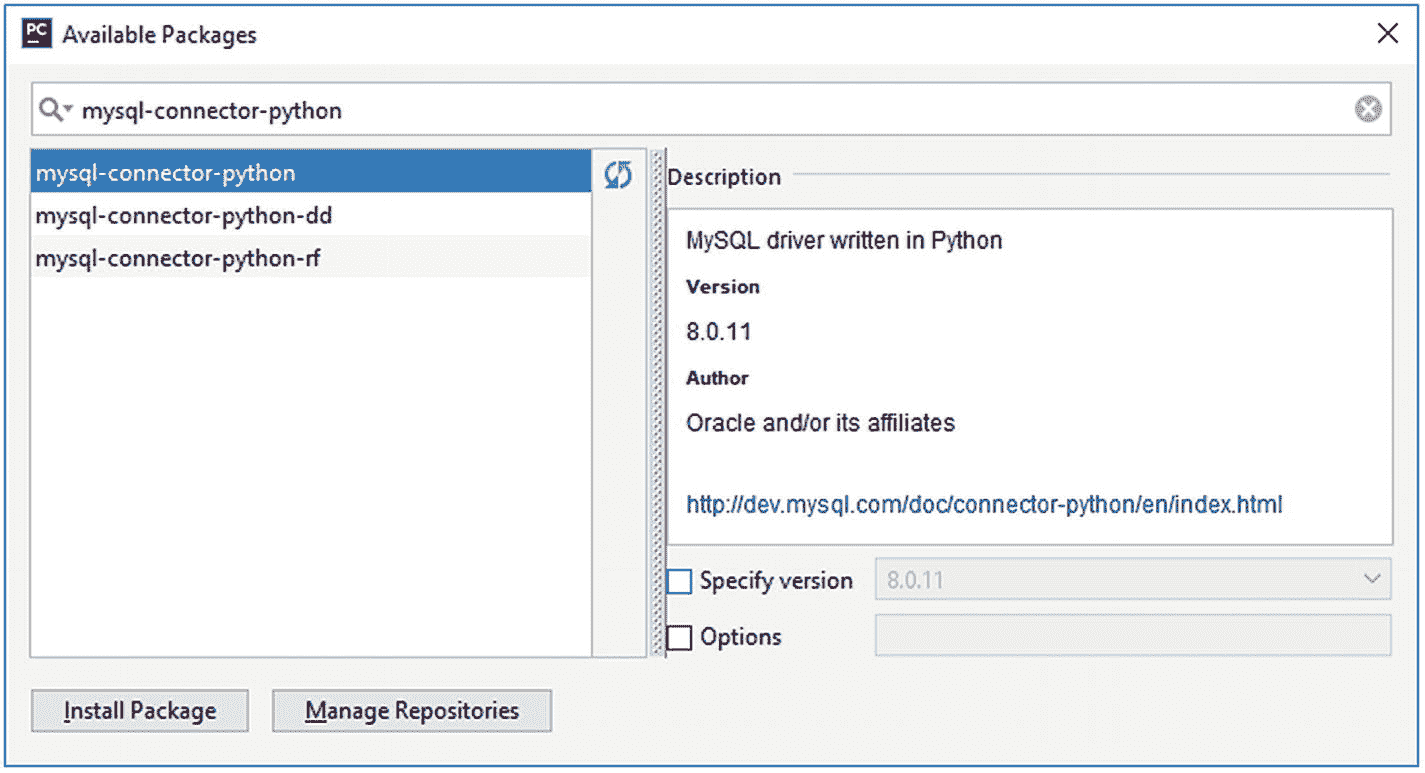 PC
Available Packages
mysql-connector-python
mysql-connector-python
mysql-connector-python-dd
mysql-connector-python-rf
Description
MySQL driver written in Python
Version
8.0.11
Author
Oracle and/or its affiliates
http://dev.mysql.com/doc/connector-python/en/index.html
Specify version
8.0.11
Options
Install Package
Manage Repositories